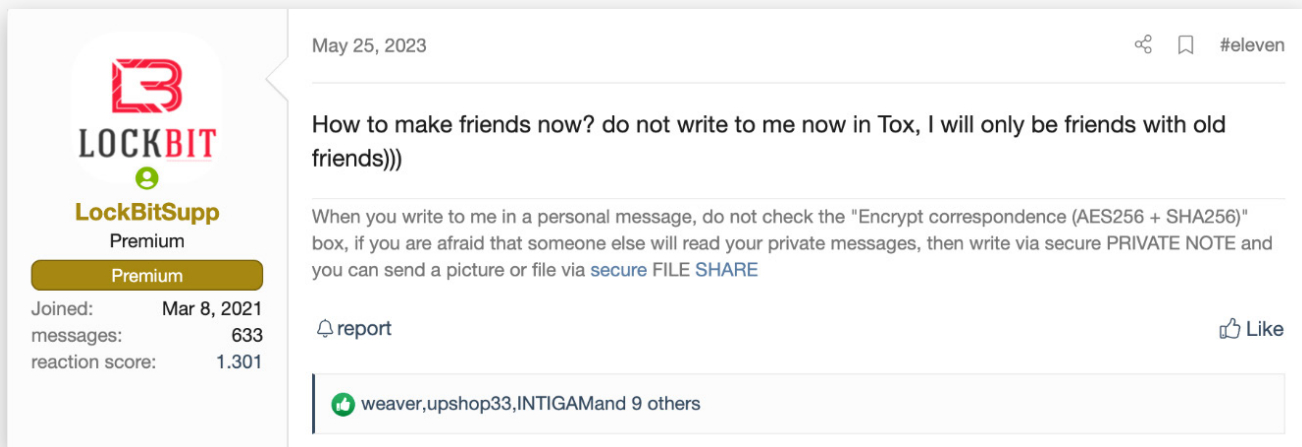 May 25, 2023
#eleven
LOCKBIT
LockBitSupp
Premium
Premium
Joined: Mar 8, 2021
messages: 633
reaction score: 1.301
How to make friends now? do not write to me now in Tox, I will only be friends with old
friends)))
When you write to me in a personal message, do not check the "Encrypt correspondence (AES256 + SHA256)"
box, if you are afraid that someone else will read your private messages, then write via secure PRIVATE NOTE and
you can send a picture or file via secure FILE SHARE
report
Like
weaver,upshop33,INTIGAMand 9 others